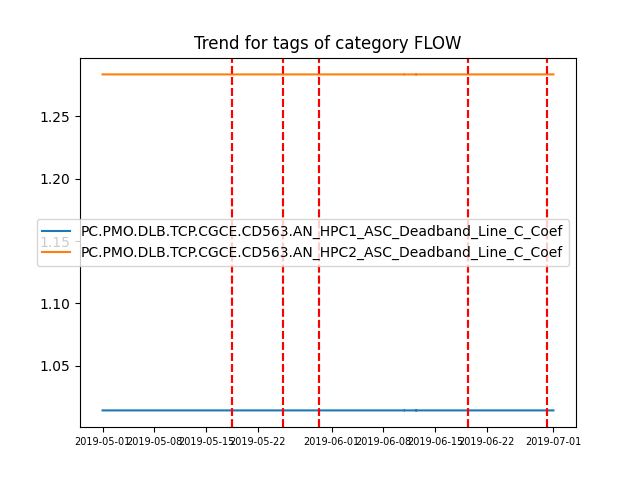 Trend for tags of category FLOW
1.25
1.20
1.15
1.10
1.05
PC.PMO.DLB.TCP.CGCE.CD563.AN_HPC1_ASC_Deadband_Line_C_Coef
PC.PMO.DLB.TCP.CGCE.CD563.AN_HPC2_ASC_Deadband_Line_C_Coef
2019-05-01 2019-05-08 2019-05-15 2019-05-22 2019-06-01 2019-06-08 2019-06-15 2019-06-22 2019-07-01